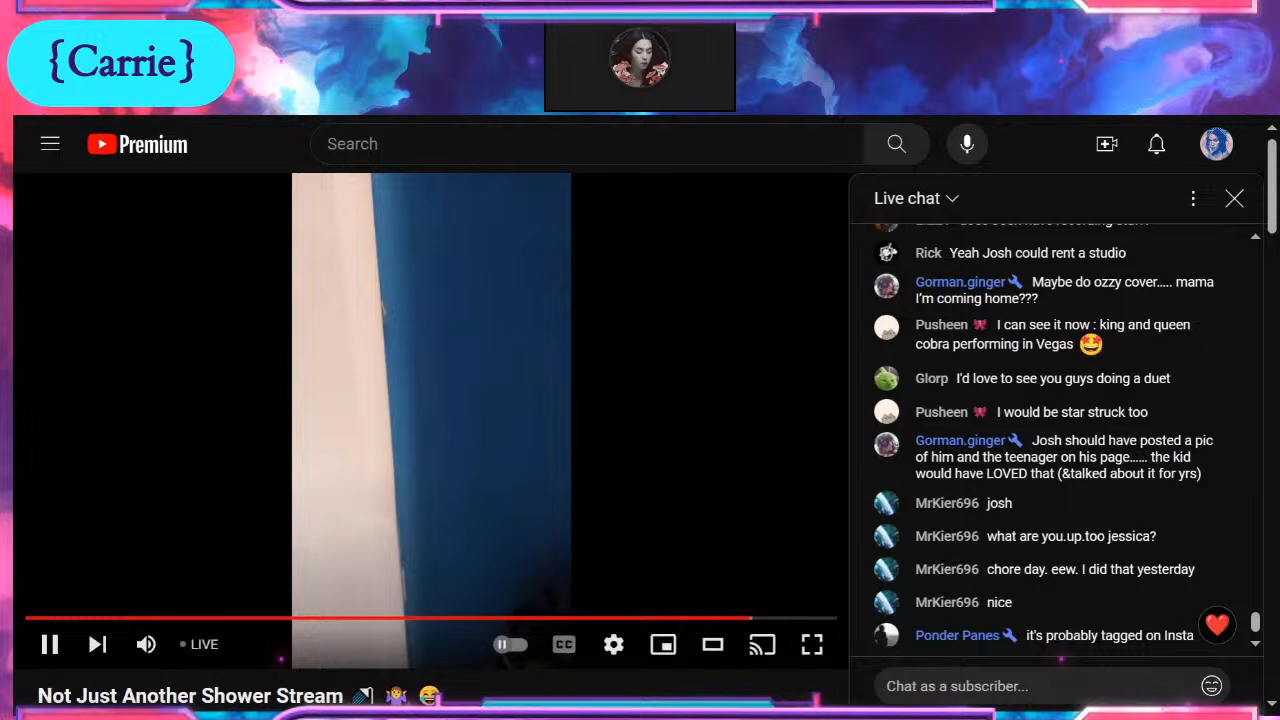 {Carrie}
Premium
Search
Live chat
Rick Yeah Josh could rent a studio
Gorman.ginger Maybe do ozzy cover….. mama
I'm coming home???
Pusheen 🎀 I can see it now : king and queen
cobra performing in Vegas 🤩
Glorp I'd love to see you guys doing a duet
Pusheen 🎀 I would be star struck too
Gorman.ginger Josh should have posted a pic
of him and the teenager on his page…… the kid
would have LOVED that (&talked about it for yrs)
MrKier696 josh
MrKier696 what are you.up.too jessica?
MrKier696 chore day. eew. I did that yesterday
MrKier696 nice
Ponder Panes it's probably tagged on Insta
LIVE
CC
Chat as a subscriber...
Not Just Another Shower Stream 🚿 🤷‍♀️ 😂